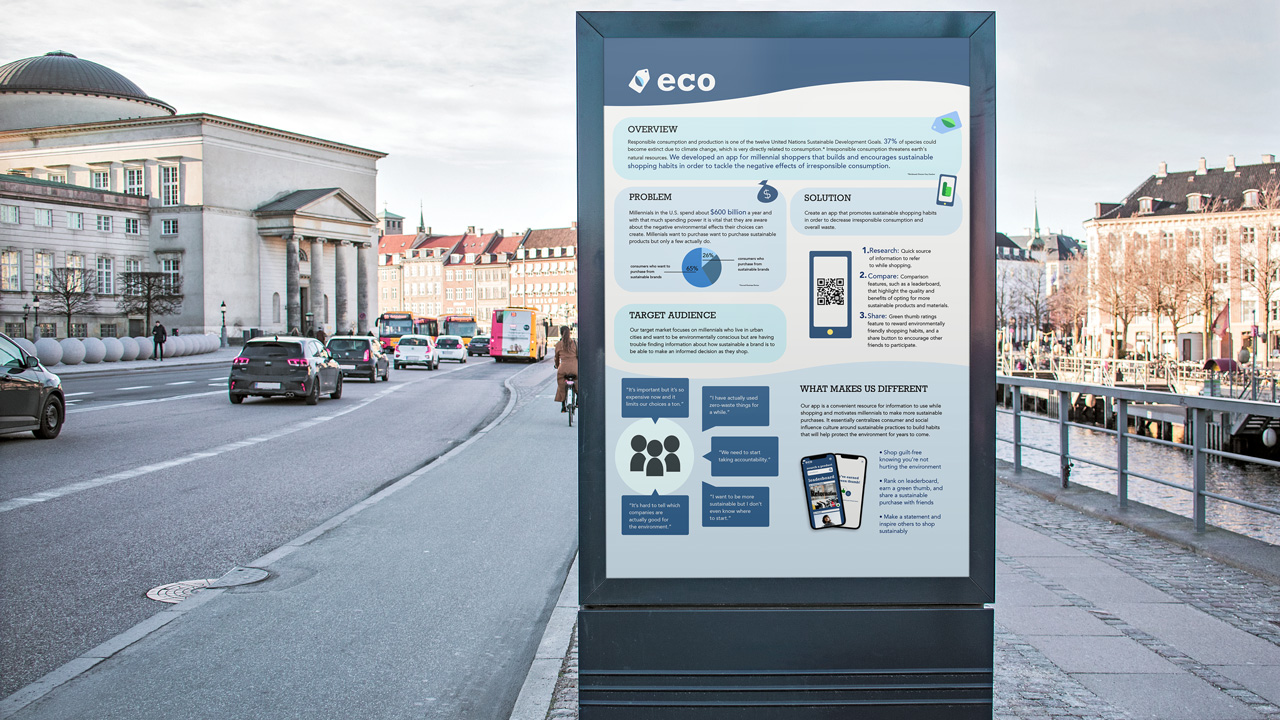 eco
OVERVIEW
Responsible consumption and production is one of the twelve United Nations Sustainable Development Goals. 37% of species could
become extinct due to climate change, which is very directly related to consumption.* Irresponsible consumption threatens earth's
natural resources. We developed an app for millennial shoppers that builds and encourages sustainable
shopping habits in order to tackle the negative effects of irresponsible consumption.
PROBLEM
Millennials in the U.S. spend about $600 billion a year and
with that much spending power it is vital that they are aware
about the negative environmental effects their choices can
create. Millenials want to purchase want to purchase sustainable
products but only a few actually do.
consumers who want to
purchase from
sustainable brands
65%
26%
consumers who
purchase from
sustainable brands
SOLUTION
Create an app that promotes sustainable shopping habits
in order to decrease irresponsible consumption and
overall waste.
1.Research: Quick source
of information to refer
to while shopping.
2.Compare: Comparison
features, such as a leaderboard,
that highlight the quality and
benefits of opting for more
sustainable products and materials.
3.Share: Green thumb ratings
feature to reward environmentally
friendly shopping habits, and a
share button to encourage other
friends to participate.
TARGET AUDIENCE
Our target market focuses on millennials who live in urban
cities and want to be environmentally conscious but are having
trouble finding information about how sustainable a brand is to
be able to make an informed decision as they shop.
"It's important but it's so
expensive now and it
limits our choices a ton."
"I have actually used
zero-waste things for
a while."
"We need to start
taking accountability."
"It's hard to tell which
companies are
actually good for
the environment."
"I want to be more
sustainable but I don't
even know where
to start."
WHAT MAKES US DIFFERENT
Our app is a convenient resource for information to use while
shopping and motivates millennials to make more sustainable
purchases. It essentially centralizes consumer and social
influence culture around sustainable practices to build habits
that will help protect the environment for years to come.
leaderboard
• Shop guilt-free
knowing you're not
hurting the environment
• Rank on leaderboard,
earn a green thumb, and
share a sustainable
purchase with friends
• Make a statement and
inspire others to shop
sustainably